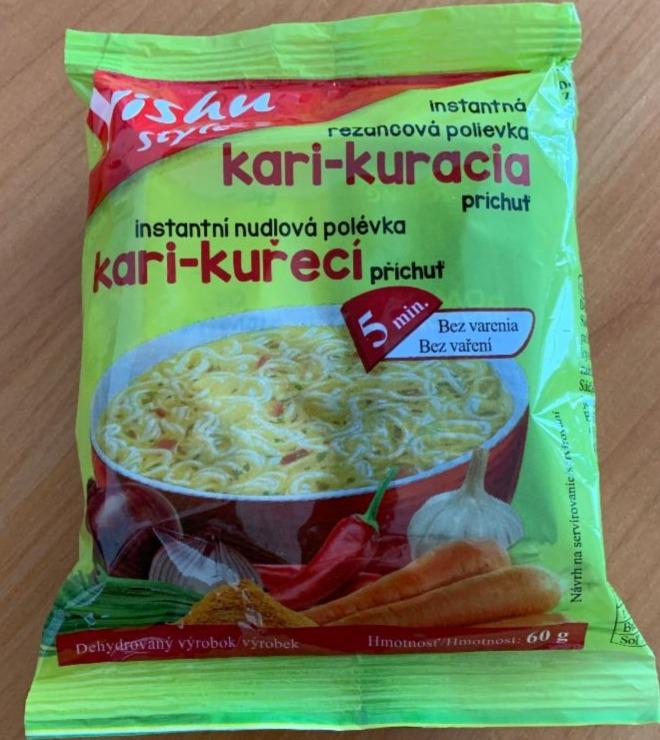 Vishu
style
instantná
rezancová polievka
kari-kuracia
príchuť
instantní nudlová polévka
kari-kuřecí příchuť
5 min.
Bez varenia
Bez vaření
Návrh na servírovanie
Dehydrovaný výrobok/výrobek
Hmotnosť/Hmotnost: 60 g